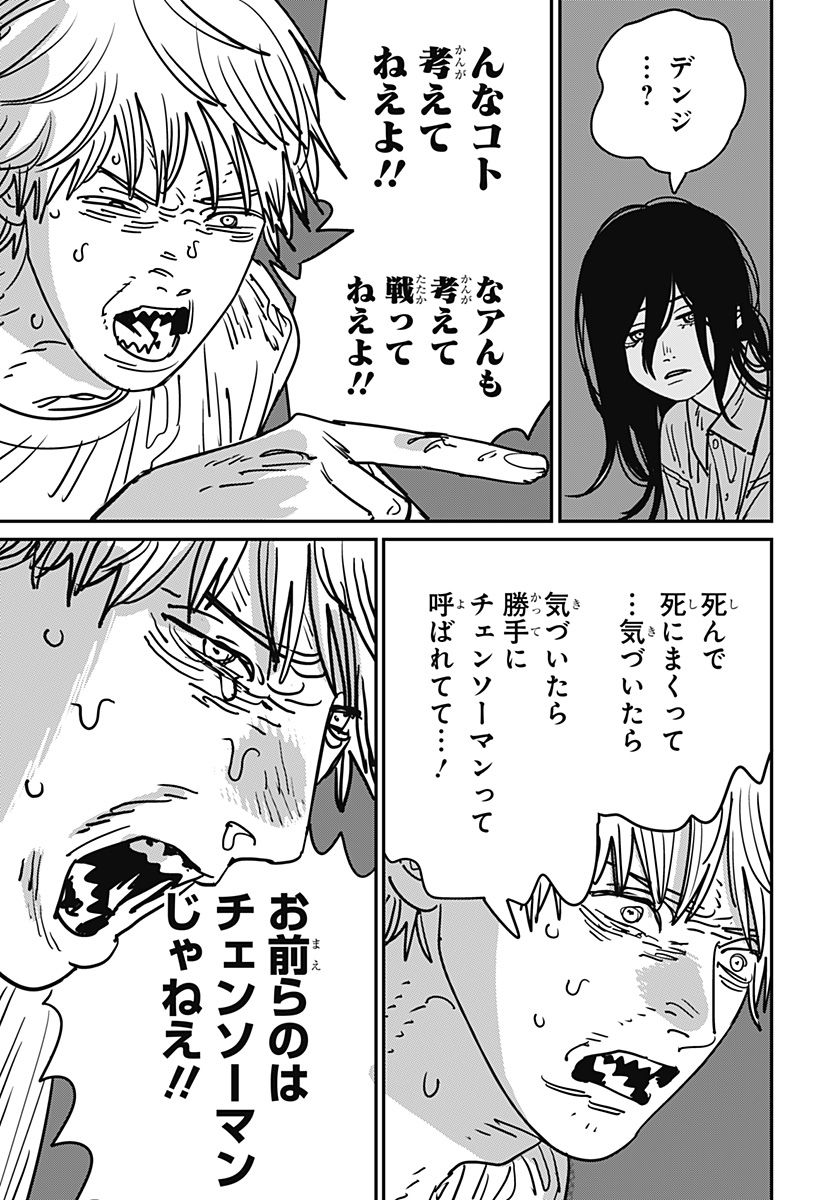 デンジ
…?
んなコト
考えて
ねえよ!!
なアんも
考えて
戦って
ねえよ!!
死んで
死にまくって
…気づいたら
気づいたら
勝手に
チェンソーマンって
呼ばれてて…!
お前らのは
チェンソーマン
じゃねえ!!